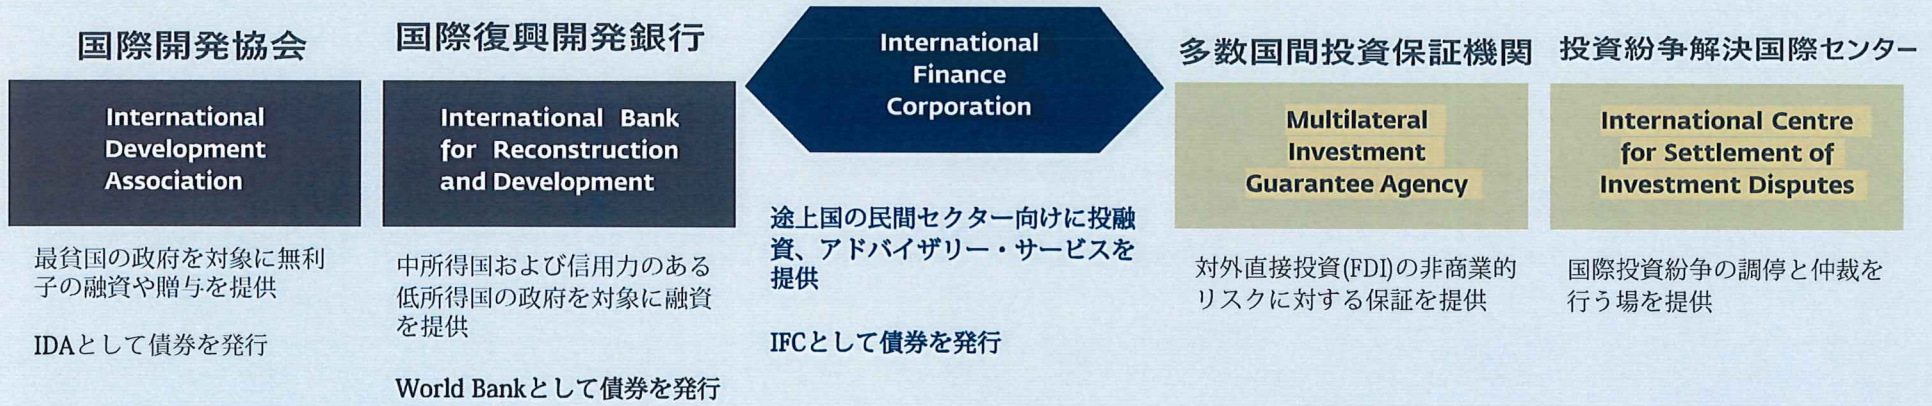 国際開発協会
International
Development
Association
最貧国の政府を対象に無利
子の融資や贈与を提供
IDAとして債券を発行
国際復興開発銀行
International Bank
for Reconstruction
and Development
中所得国および信用力のある
低所得国の政府を対象に融資
を提供
World Bankとして債券を発行
International
Finance
Corporation
途上国の民間セクター向けに投融
資、アドバイザリー・サービスを
提供
IFCとして債券を発行
多数国間投資保証機関
Multilateral
Investment
Guarantee Agency
対外直接投資(FDI)の非商業的
リスクに対する保証を提供
投資紛争解決国際センター
International Centre
for Settlement of
Investment Disputes
国際投資紛争の調停と仲裁を
行う場を提供